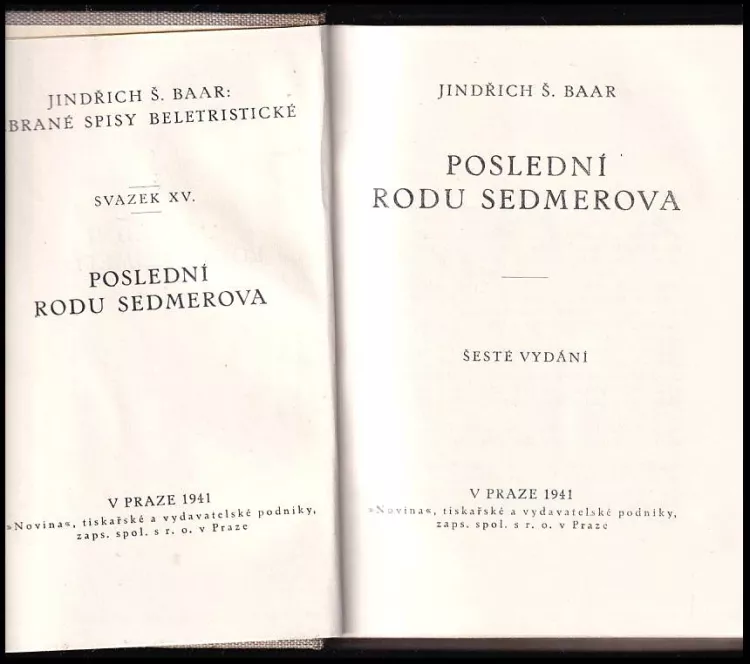 JINDŘICH Š. BAAR:
BRANÉ SPISY BELETRISTICKÉ
SVAZEK XV.
POSLEDNÍ
RODU SEDMEROVA
V PRAZE 1941
»Novina«, tiskařské a vydavatelské podniky,
zaps. spol. s r. o. v Praze
JINDŘICH Š. BAAR
POSLEDNÍ
RODU SEDMEROVA
ŠESTÉ VYDÁNÍ
V PRAZE 1941
»Novina«, tiskařské a vydavatelské podniky,
zaps. spol. s r. o. v Praze